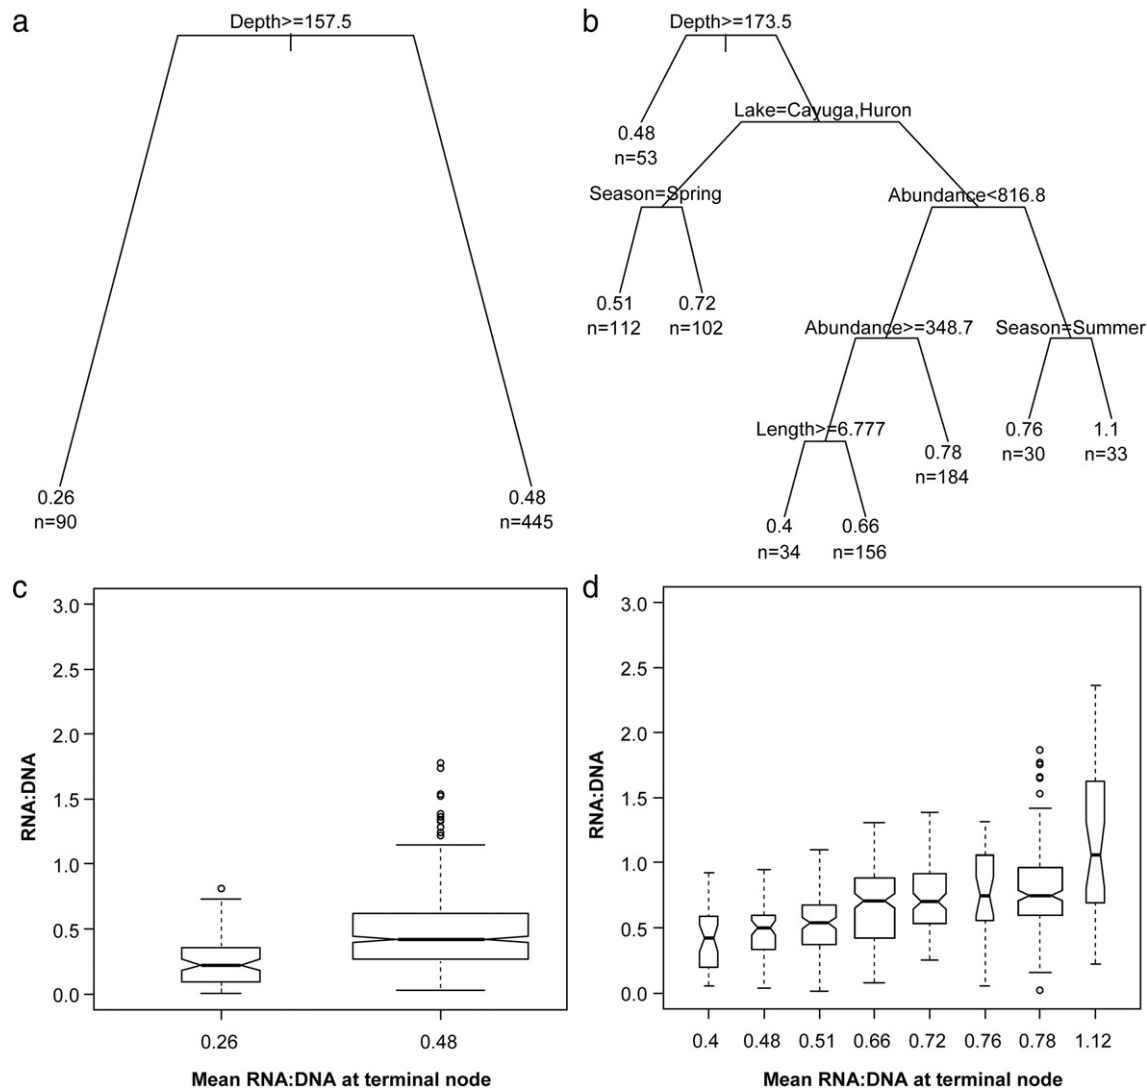 a
Depth>=157.5
0.26
n=90
0.48
n=445
b
Depth>=173.5
0.48
n=53
Lake=Cayuga,Huron
Season=Spring
0.51
n=112
0.72
n=102
Abundance<816.8
Abundance>=348.7
Season=Summer
Length>=6.777
0.4
n=34
0.66
n=156
0.78
n=184
0.76
n=30
1.1
n=33
c
3.0
2.5
2.0
1.5
1.0
0.5
0.0
RNA:DNA
0.26
0.48
Mean RNA:DNA at terminal node
d
3.0
2.5
2.0
1.5
1.0
0.5
0.0
RNA:DNA
0.4 0.48 0.51 0.66 0.72 0.76 0.78 1.12
Mean RNA:DNA at terminal node